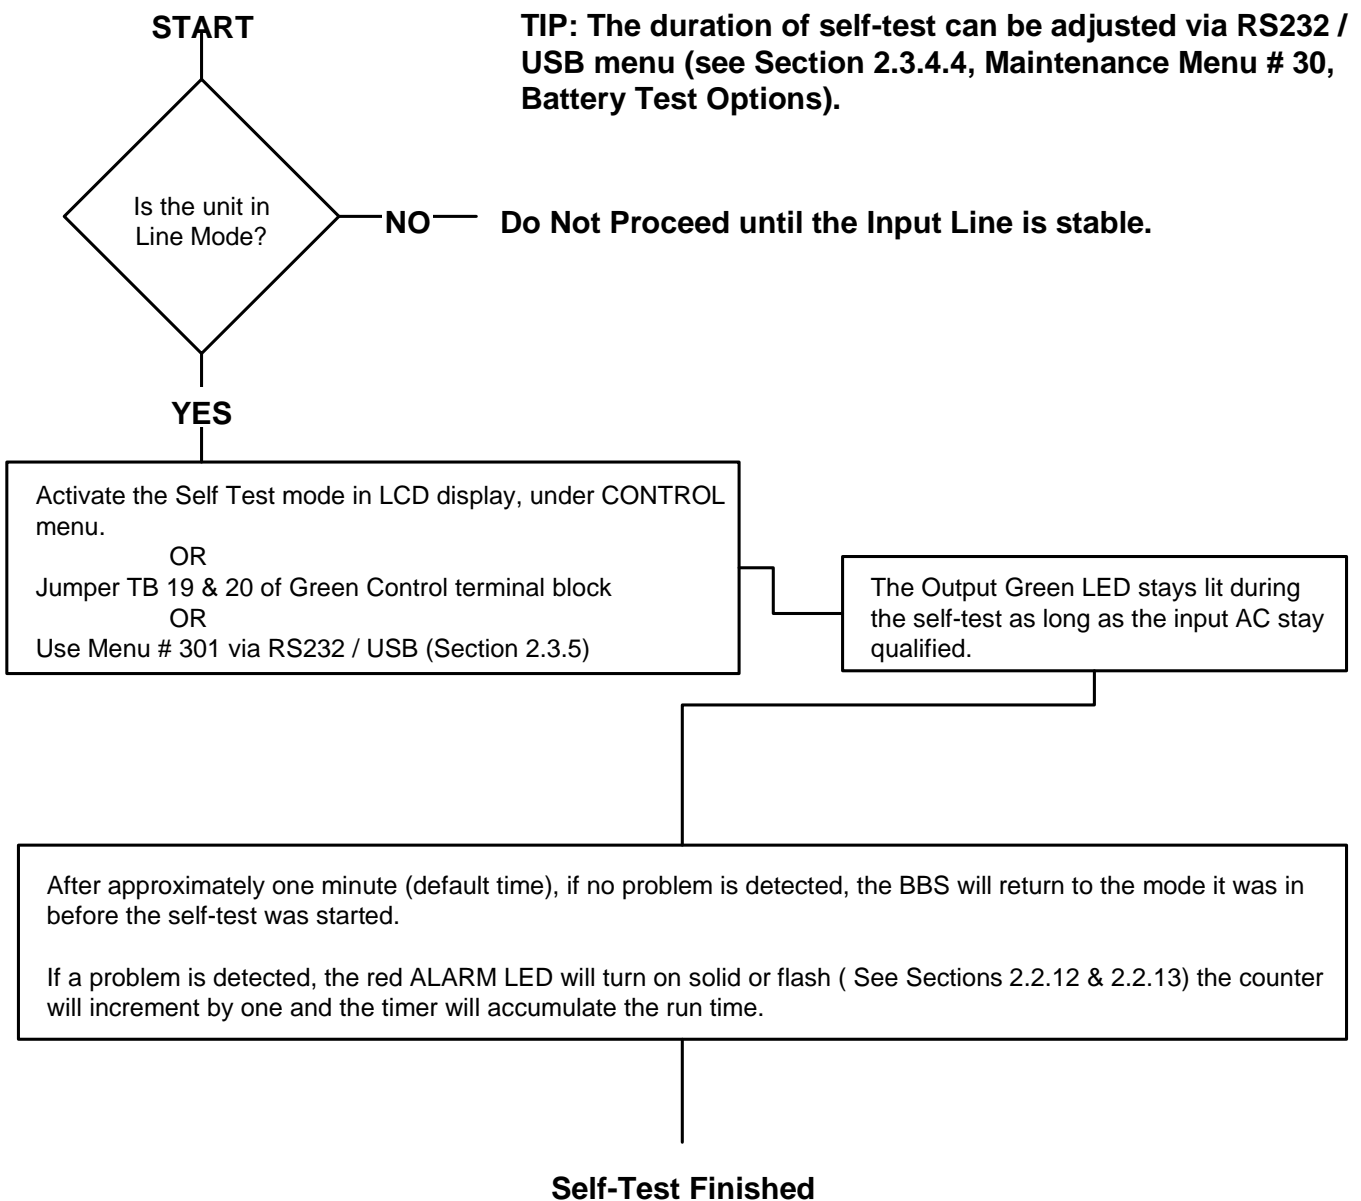 START
TIP: The duration of self-test can be adjusted via RS232 /
USB menu (see Section 2.3.4.4, Maintenance Menu # 30,
Battery Test Options).
Is the unit in
Line Mode?
NO
Do Not Proceed until the Input Line is stable.
YES
Activate the Self Test mode in LCD display, under CONTROL
menu.
OR
Jumper TB 19 & 20 of Green Control terminal block
OR
Use Menu # 301 via RS232 / USB (Section 2.3.5)
The Output Green LED stays lit during
the self-test as long as the input AC stay
qualified.
After approximately one minute (default time), if no problem is detected, the BBS will return to the mode it was in
before the self-test was started.
If a problem is detected, the red ALARM LED will turn on solid or flash ( See Sections 2.2.12 & 2.2.13) the counter
will increment by one and the timer will accumulate the run time.
Self-Test Finished